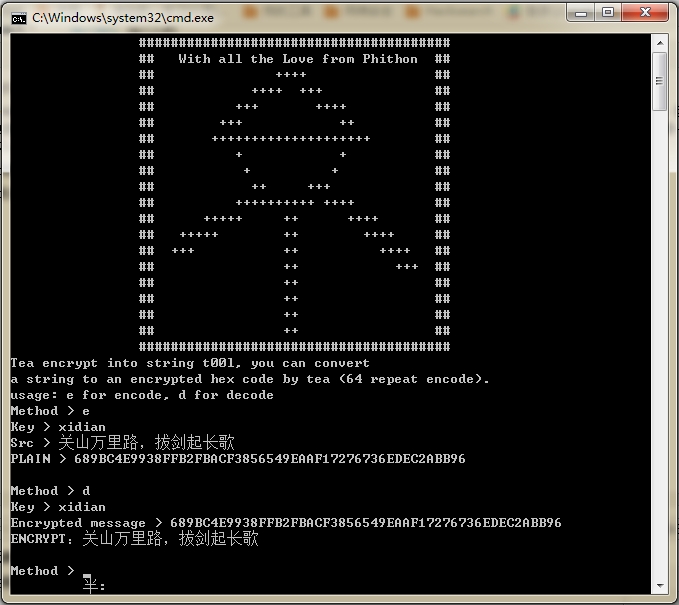 C:\Windows\system32\cmd.exe
#######################################
## With all the Love from Phithon ##
## ++++ ##
## ++++ +++ ##
## +++ ++++ ##
## +++ ++ ##
## ++++++++++++++++++++ ##
## + + ##
## + + ##
## ++ +++ ##
## ++++++++++ ++++ ##
## +++++ ++ ++++ ##
## +++++ ++ ++++ ##
## +++ ++ ++++ ##
## ++ +++ ##
## ++ ##
## ++ ##
## ++ ##
## ++ ##
#######################################
Tea encrypt into string t00l, you can convert
a string to an encrypted hex code by tea (64 repeat encode).
usage: e for encode, d for decode
Method > e
Key > xidian
Src > 关山万里路，拔剑起长歌
PLAIN > 689BC4E9938FFB2FBACF3856549EAAF17276736EDEC2ABB96

Method > d
Key > xidian
Encrypted message > 689BC4E9938FFB2FBACF3856549EAAF17276736EDEC2ABB96
ENCRYPT: 关山万里路，拔剑起长歌

Method >
半: